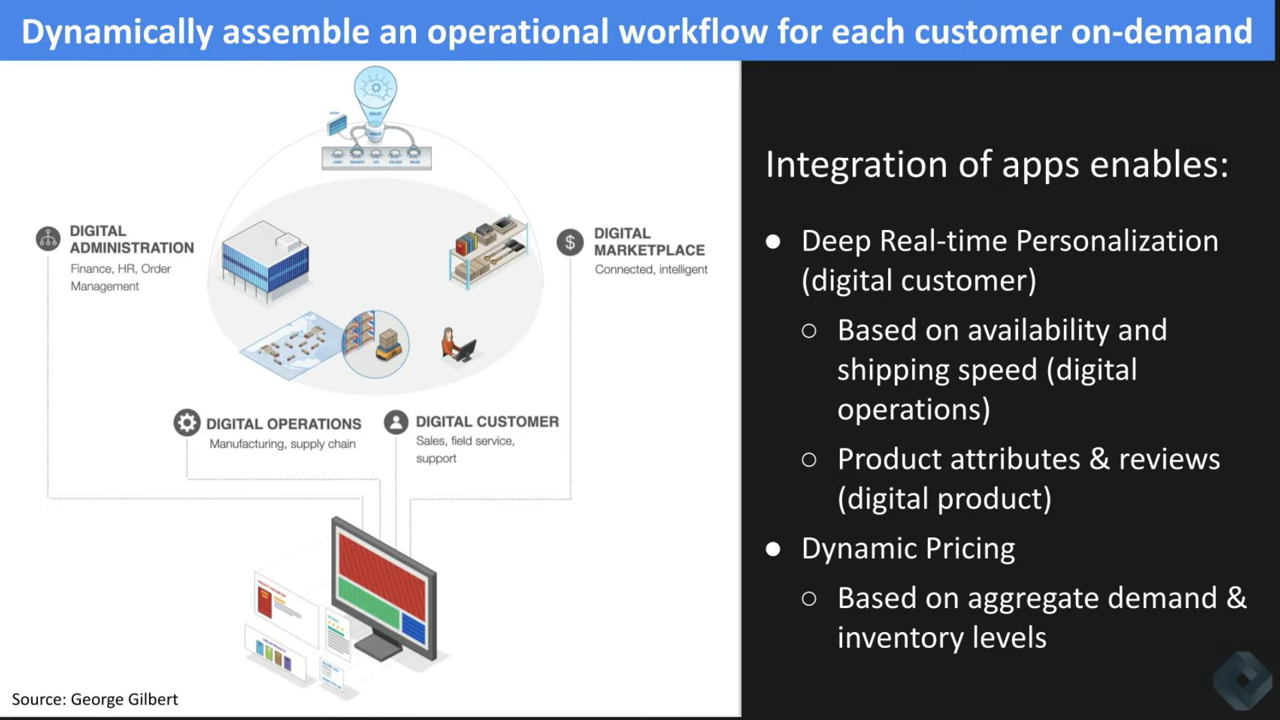 Dynamically assemble an operational workflow for each customer on-demand
DIGITAL
ADMINISTRATION
Finance, HR, Order
Management
DIGITAL
MARKETPLACE
Connected, intelligent
DIGITAL OPERATIONS
Manufacturing, supply chain
DIGITAL CUSTOMER
Sales, field service,
support
Source: George Gilbert
Integration of apps enables:
● Deep Real-time Personalization
(digital customer)
○ Based on availability and
shipping speed (digital
operations)
○ Product attributes & reviews
(digital product)
● Dynamic Pricing
○ Based on aggregate demand &
inventory levels